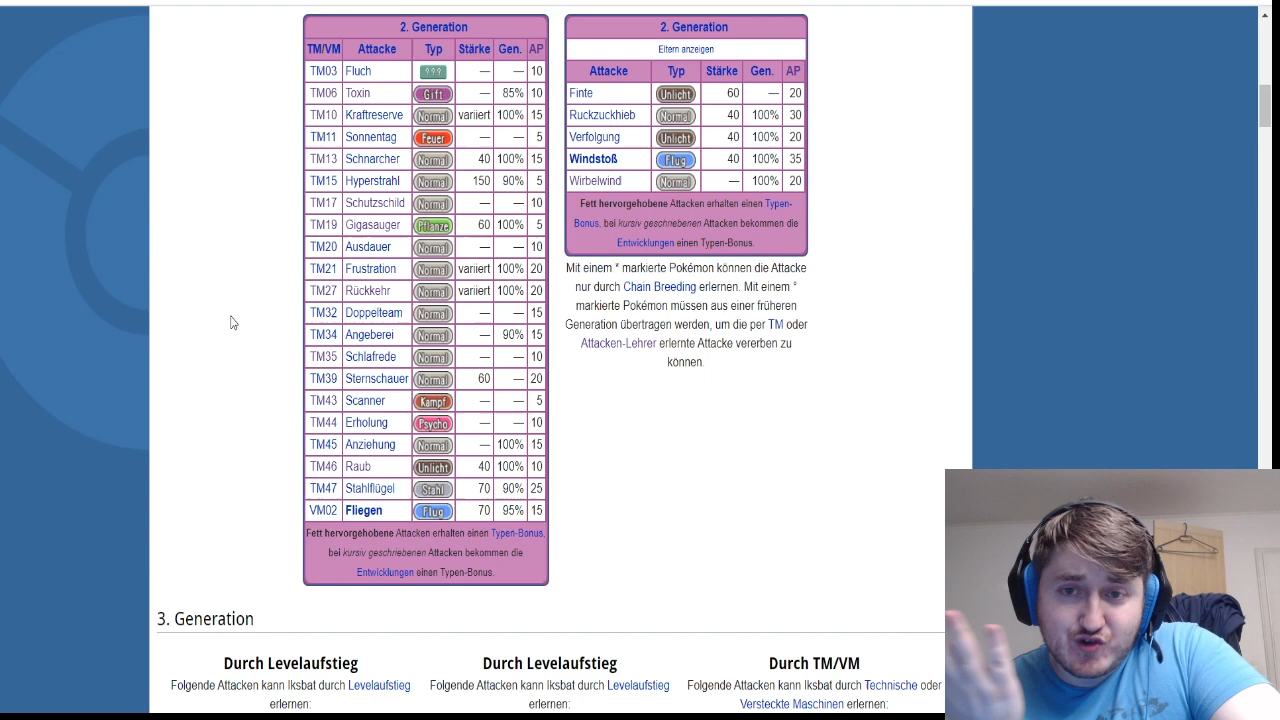 2. Generation
TM/VM Attacke Typ Stärke Gen. AP
TM03 Fluch ??? — — 10
TM06 Toxin Gift — 85% 10
TM10 Kraftreserve Normal variiert 100% 15
TM11 Sonnentag Feuer — — 5
TM13 Schnarcher Normal 40 100% 15
TM15 Hyperstrahl Normal 150 90% 5
TM17 Schutzschild Normal — — 10
TM19 Gigasauger Pflanze 60 100% 5
TM20 Ausdauer Normal — — 10
TM21 Frustration Normal variiert 100% 20
TM27 Rückkehr Normal variiert 100% 20
TM32 Doppelteam Normal — — 15
TM34 Angeberei Normal — 90% 15
TM35 Schlafrede Normal — — 10
TM39 Sternschauer Normal 60 — 20
TM43 Scanner Kampf — — 5
TM44 Erholung Psycho — — 10
TM45 Anziehung Normal — 100% 15
TM46 Raub Unlicht 40 100% 10
TM47 Stahlflügel Stahl 70 90% 25
VM02 Fliegen Flug 70 95% 15
Fett hervorgehobene Attacken erhalten einen Typen-Bonus,
bei kursiv geschriebenen Attacken bekommen die
Entwicklungen einen Typen-Bonus.
2. Generation
Eltern anzeigen
Attacke Typ Stärke Gen. AP
Finte Unlicht 60 — 20
Ruckzuckhieb Normal 40 100% 30
Verfolgung Unlicht 40 100% 20
Windstoß Flug 40 100% 35
Wirbelwind Normal — 100% 20
Fett hervorgehobene Attacken erhalten einen Typen-
Bonus, bei kursiv geschriebenen Attacken bekommen die
Entwicklungen einen Typen-Bonus.
Mit einem * markierte Pokémon können die Attacke
nur durch Chain Breeding erlernen. Mit einem °
markierte Pokémon müssen aus einer früheren
Generation übertragen werden, um die per TM oder
Attacken-Lehrer erlernte Attacke vererben zu
können.
3. Generation
Durch Levelaufstieg
Folgende Attacken kann Iksbat durch Levelaufstieg
erlernen:
Durch Levelaufstieg
Folgende Attacken kann Iksbat durch Levelaufstieg
erlernen:
Durch TM/VM
Folgende Attacken kann Iksbat durch Technische oder
Versteckte Maschinen erlernen: